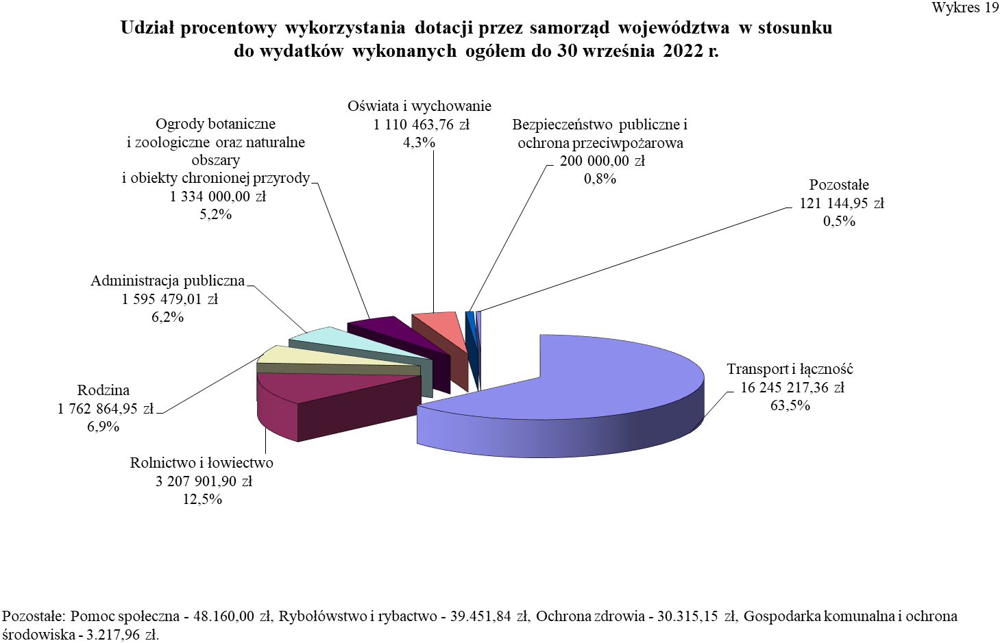 Wykres 19
Udział procentowy wykorzystania dotacji przez samorząd województwa w stosunku
do wydatków wykonanych ogółem do 30 września 2022 r.
Oświata i wychowanie
1 110 463,76 zł
4,3%
Ogrody botaniczne
i zoologiczne oraz naturalne
obszary
i obiekty chronionej przyrody
1 334 000,00 zł
5,2%
Bezpieczeństwo publiczne i
ochrona przeciwpożarowa
200 000,00 zł
0,8%
Pozostałe
121 144,95 zł
0,5%
Administracja publiczna
1 595 479,01 zł
6,2%
Transport i łączność
16 245 217,36 zł
63,5%
Rodzina
1 762 864,95 zł
6,9%
Rolnictwo i łowiectwo
3 207 901,90 zł
12,5%
Pozostałe: Pomoc społeczna - 48.160,00 zł, Rybołówstwo i rybactwo - 39.451,84 zł, Ochrona zdrowia - 30.315,15 zł, Gospodarka komunalna i ochrona
środowiska - 3.217,96 zł.